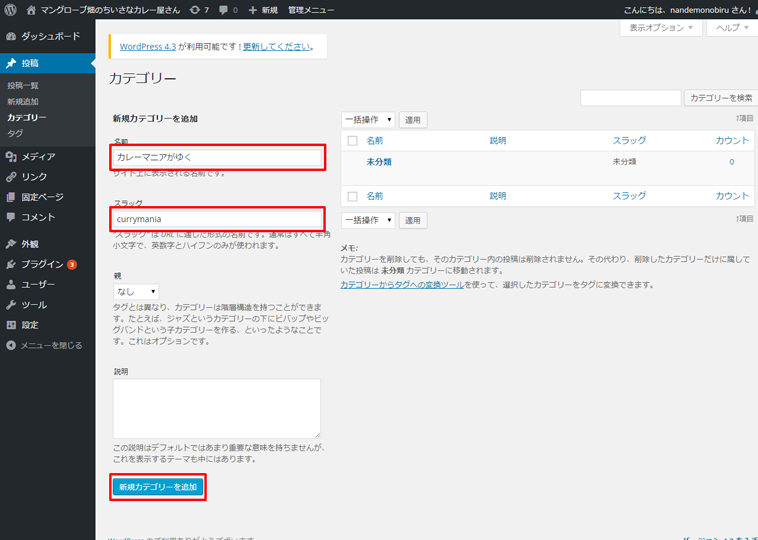 マングローブ畑のちいさなカレー屋さん 7 0 新規 管理メニュー こんにちは、nandemonobiru さん！
ダッシュボード
投稿
投稿一覧
新規追加
カテゴリー
タグ
メディア
リンク
固定ページ
コメント
外観
プラグイン 3
ユーザー
ツール
設定
メニューを閉じる
表示オプション ヘルプ
WordPress 4.3 が利用可能です ! 更新してください。
カテゴリー
カテゴリーを検索
新規カテゴリーを追加
名前
カレーマニアがゆく
サイト上に表示される名前です。
スラッグ
currymania
"スラッグ" は URL に適した形式の名前です。通常はすべて半角
小文字で、英数字とハイフンのみが使われます。
親
なし
タグとは異なり、カテゴリーは階層構造を持つことができま
す。たとえば、ジャズというカテゴリーの下にビバップやビッ
グバンドという子カテゴリーを作る、といったようなことで
す。これはオプションです。
説明
この説明はデフォルトではあまり重要な意味を持ちませんが、
これを表示するテーマも中にはあります。
新規カテゴリーを追加
一括操作 適用 1項目
名前 説明 スラッグ カウント
未分類 未分類 0
名前 説明 スラッグ カウント
一括操作 適用 1項目
メモ:
カテゴリーを削除しても、そのカテゴリー内の投稿は削除されません。その代わり、削除したカテゴリーだけに属して
いた投稿は 未分類 カテゴリーに移動されます。
カテゴリーからタグへの変換ツールを使って、選択したカテゴリーをタグに変換できます。